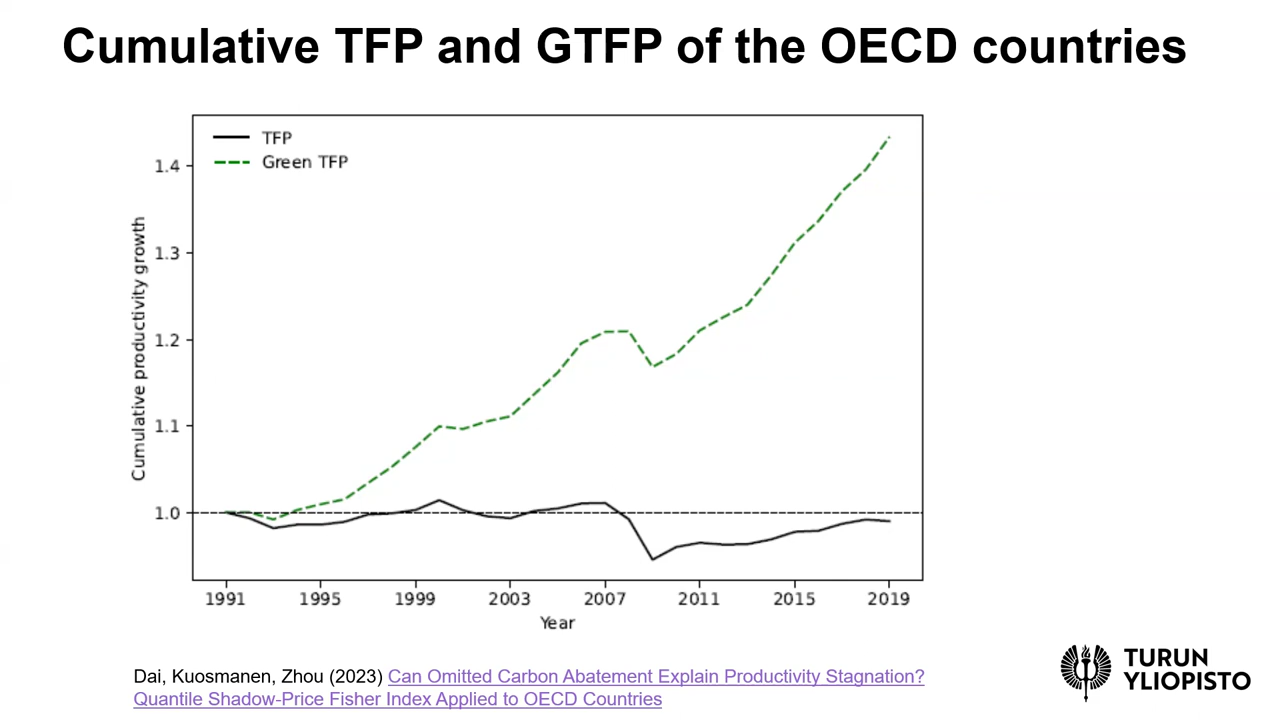 Cumulative TFP and GTFP of the OECD countries
TFP
Green TFP
1.4
1.3
1.2
1.1
1.0
Cumulative productivity growth
1991 1995 1999 2003 2007 2011 2015 2019
Year
Dai, Kuosmanen, Zhou (2023) Can Omitted Carbon Abatement Explain Productivity Stagnation?
Quantile Shadow-Price Fisher Index Applied to OECD Countries
TURUN
YLIOPISTO